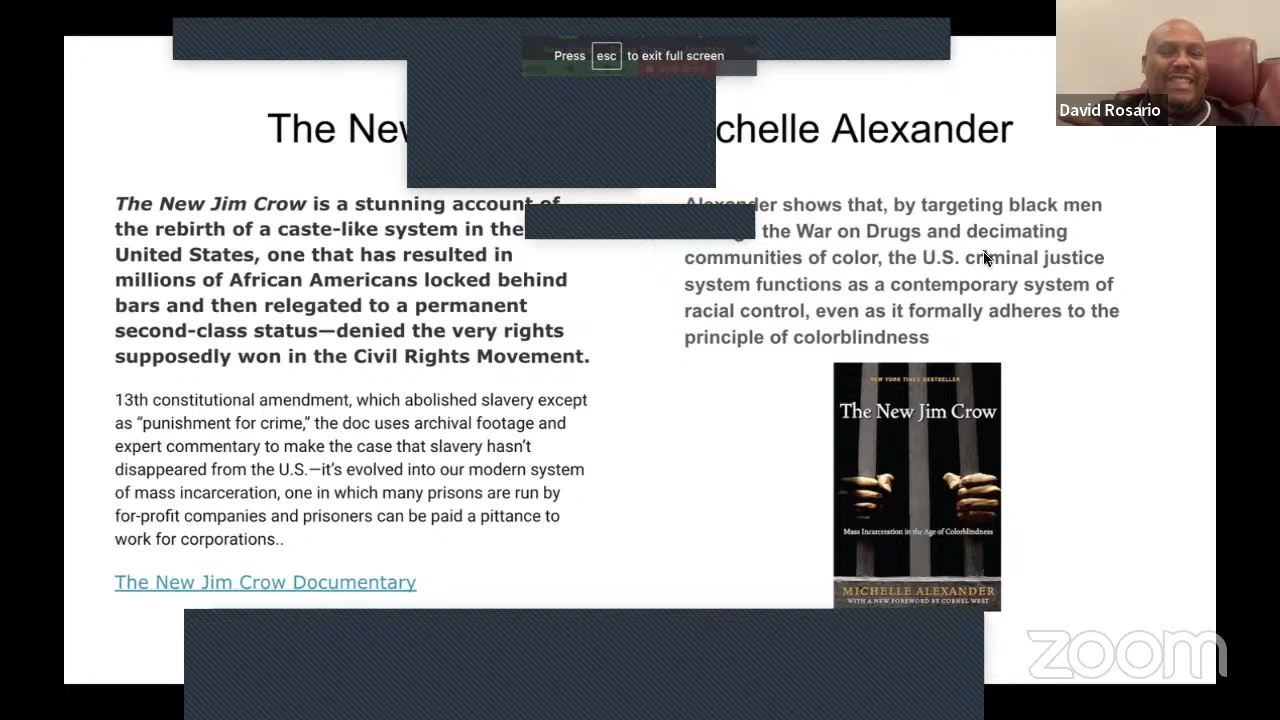 Press esc to exit full screen
David Rosario
The New
chelle Alexander
The New Jim Crow is a stunning account of
the rebirth of a caste-like system in the
United States, one that has resulted in
millions of African Americans locked behind
bars and then relegated to a permanent
second-class status—denied the very rights
supposedly won in the Civil Rights Movement.
13th constitutional amendment, which abolished slavery except
as “punishment for crime,” the doc uses archival footage and
expert commentary to make the case that slavery hasn’t
disappeared from the U.S.—it’s evolved into our modern system
of mass incarceration, one in which many prisons are run by
for-profit companies and prisoners can be paid a pittance to
work for corporations..
The New Jim Crow Documentary
Alexander shows that, by targeting black men
the War on Drugs and decimating
communities of color, the U.S. criminal justice
system functions as a contemporary system of
racial control, even as it formally adheres to the
principle of colorblindness
NEW YORK TIMES BESTSELLER
The New Jim Crow
Mass Incarceration in the Age of Colorblindness
MICHELLE ALEXANDER
WITH A NEW FOREWORD BY CORNEL WEST
zoom